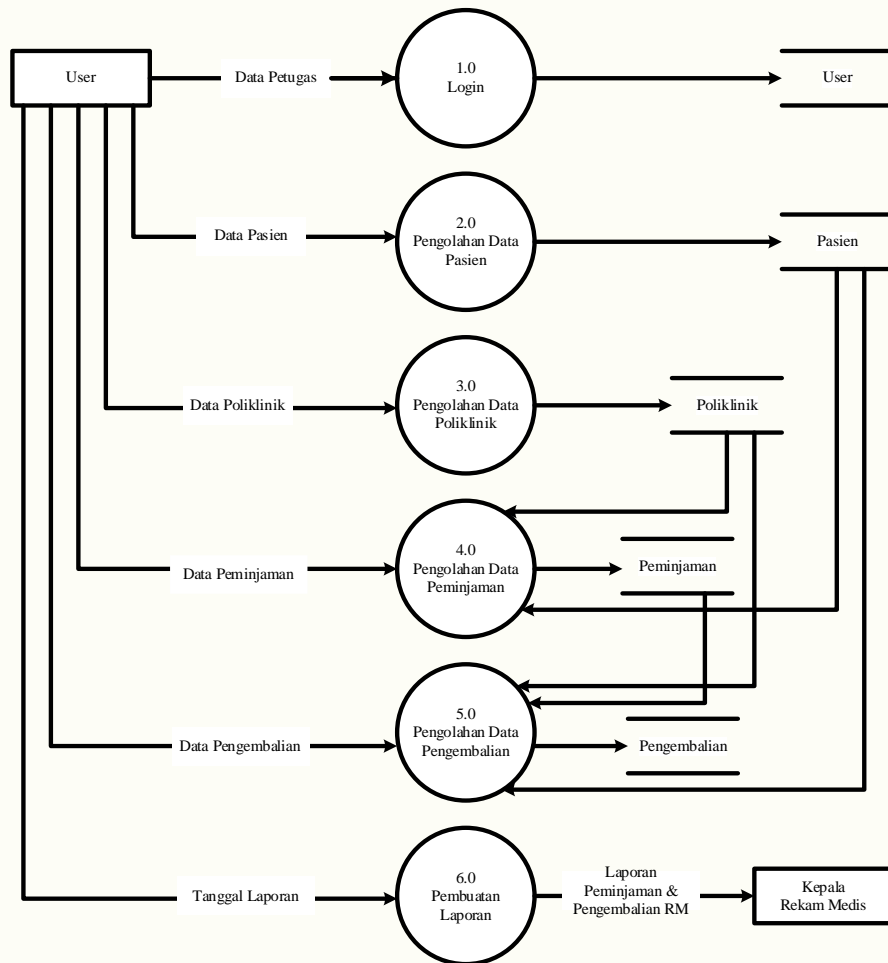 User
Data Petugas
1.0
Login
User
Data Pasien
2.0
Pengolahan Data
Pasien
Pasien
Data Poliklinik
3.0
Pengolahan Data
Poliklinik
Poliklinik
Data Peminjaman
4.0
Pengolahan Data
Peminjaman
Peminjaman
Data Pengembalian
5.0
Pengolahan Data
Pengembalian
Pengembalian
Tanggal Laporan
6.0
Pembuatan
Laporan
Laporan
Peminjaman &
Pengembalian RM
Kepala
Rekam Medis